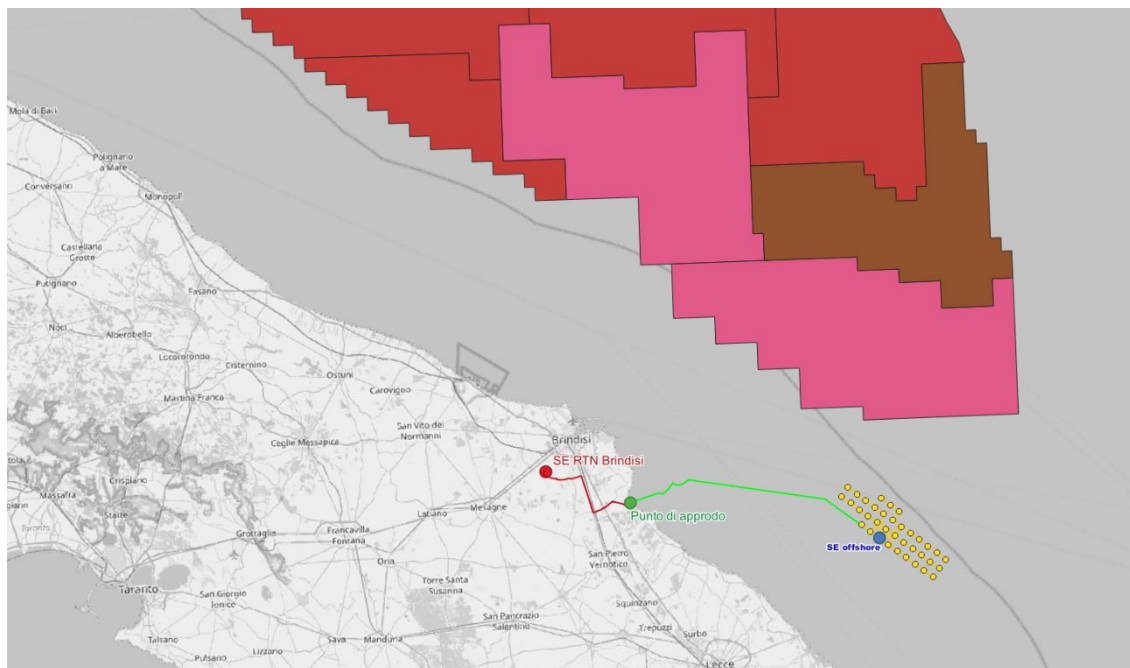 Mola di Bari
Polignano
a Mare
Conversano
Monopoli
Castellana
Grotte
Putignano
Fasano
Noci
Alberobello
Locorotondo
Cisternino
Ostuni
Carovigno
Martina Franca
San Vito dei
Normanni
Ceglie Messapica
Brindisi
SE RTN Brindisi
Massafra
Crispiano
Statte
Latiano
Mesagne
Punto di approdo
Francavilla
Fontana
Grottaglie
SE offshore
San Pietro
Vernotico
Oria
Taranto
Torre Santa
Susanna
San Giorgio
Ionico
Squinzano
San Pancrazio
Salentino
Trepuzzi
Surbo
Talsano
Sava
Manduria
Lizzano
Pulsano
Lecce